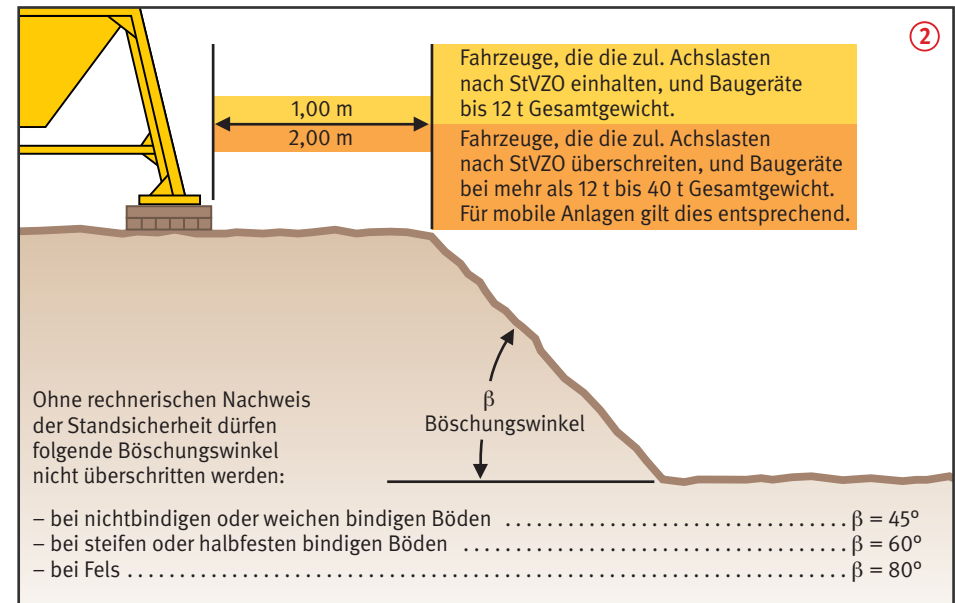 ②
Fahrzeuge, die die zul. Achslasten
nach StVZO einhalten, und Baugeräte
bis 12 t Gesamtgewicht.
1,00 m
2,00 m
Fahrzeuge, die die zul. Achslasten
nach StVZO überschreiten, und Baugeräte
bei mehr als 12 t bis 40 t Gesamtgewicht.
Für mobile Anlagen gilt dies entsprechend.
β
Böschungswinkel
Ohne rechnerischen Nachweis
der Standsicherheit dürfen
folgende Böschungswinkel
nicht überschritten werden:
– bei nichtbindigen oder weichen bindigen Böden ................................ β = 45°
– bei steifen oder halbfesten bindigen Böden .................................... β = 60°
– bei Fels .................................................................... β = 80°